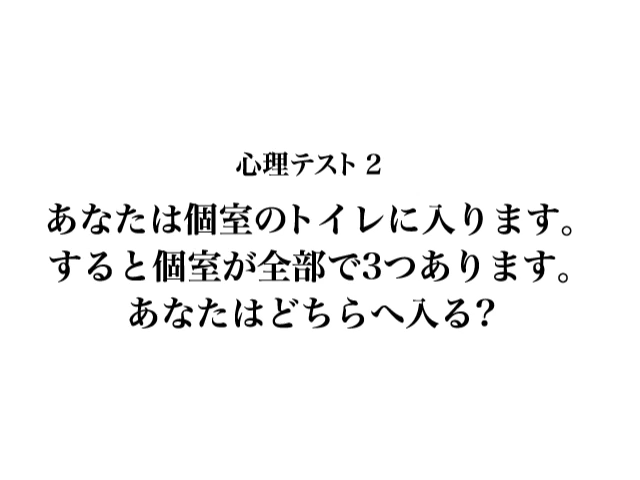 心理テスト 2
あなたは個室のトイレに入ります。
すると個室が全部で3つあります。
あなたはどちらへ入る?